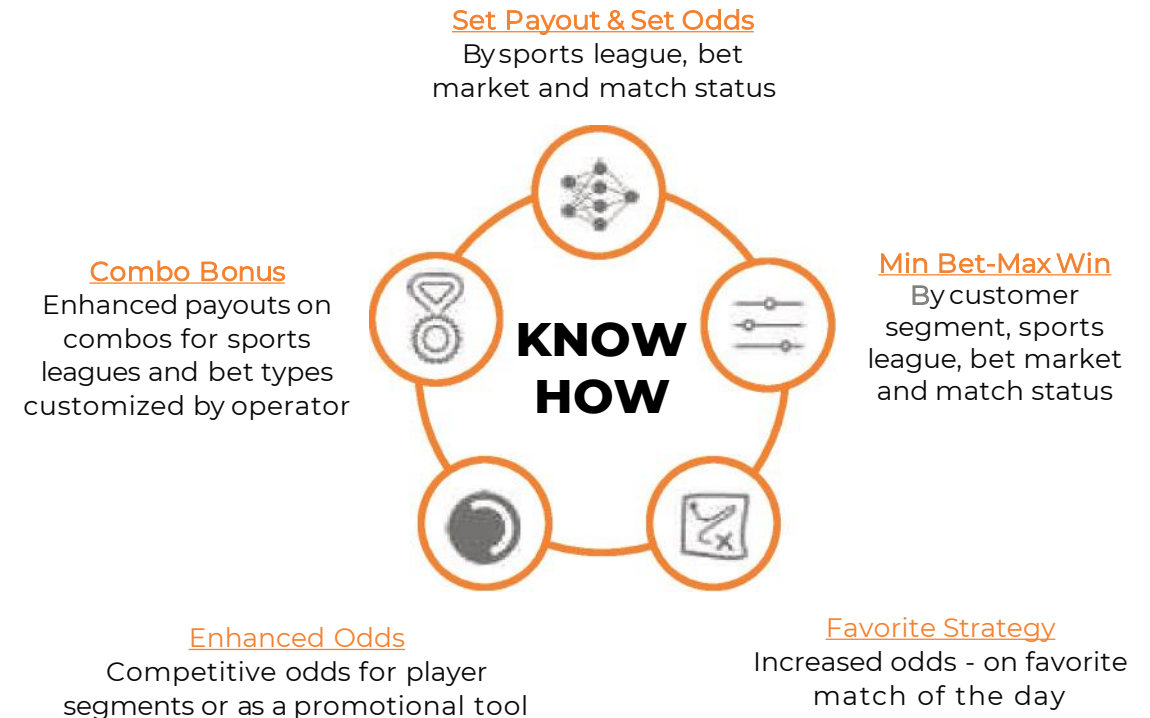 Set Payout & Set Odds
By sports league, bet
market and match status
Combo Bonus
Enhanced payouts on
combos for sports
leagues and bet types
customized by operator
KNOW
HOW
Min Bet-Max Win
By customer
segment, sports
league, bet market
and match status
Enhanced Odds
Competitive odds for player
segments or as a promotional tool
Favorite Strategy
Increased odds - on favorite
match of the day